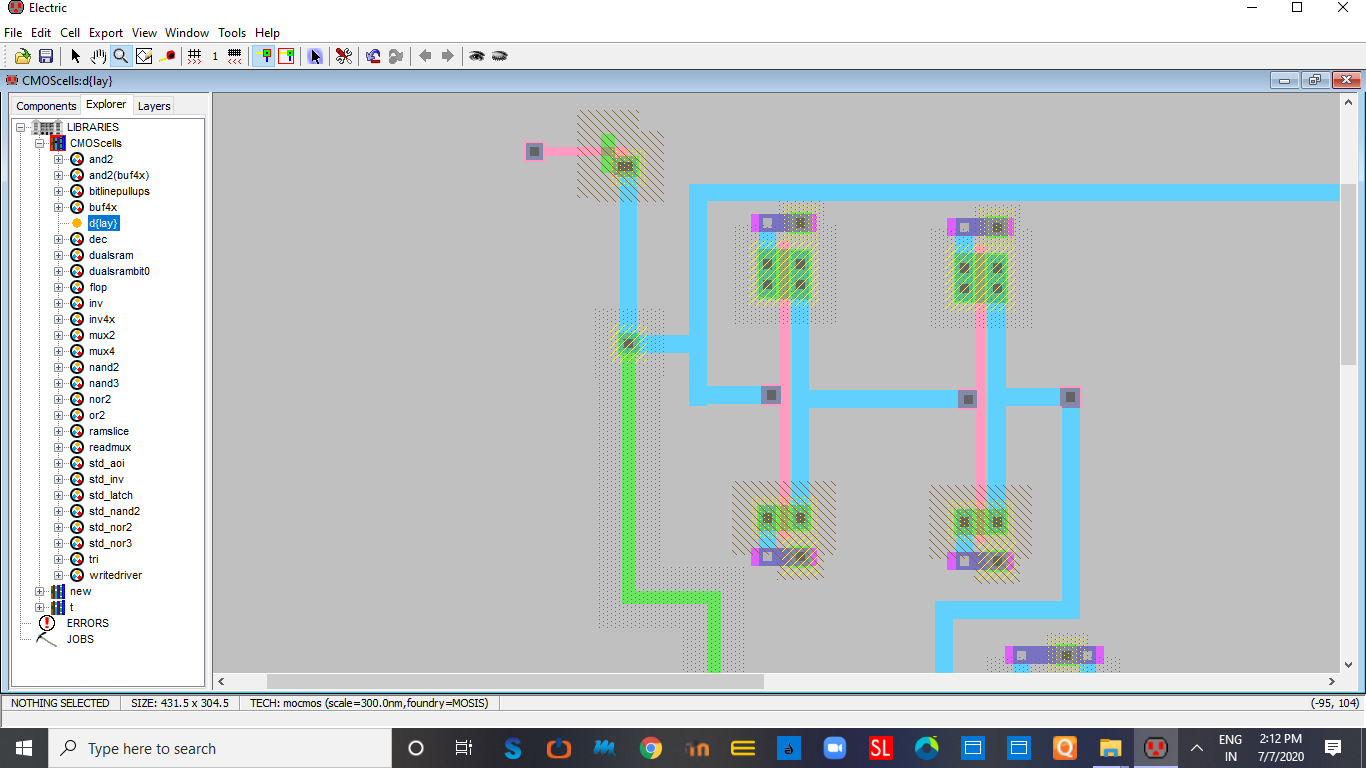 Electric
File Edit Cell Export View Window Tools Help
1
CMOScells:d{lay}
Components Explorer Layers
LIBRARIES
CMOScells
and2
and2(buf4x)
bitlinepullups
buf4x
d{lay}
dec
dualsram
dualsrambit0
flop
inv
inv4x
mux2
mux4
nand2
nand3
nor2
or2
ramslice
readmux
std_aoi
std_inv
std_latch
std_nand2
std_nor2
std_nor3
tri
writedriver
new
t
ERRORS
JOBS
NOTHING SELECTED SIZE: 431.5 x 304.5 TECH: mocmos (scale=300.0nm,foundry=MOSIS) (-95, 104)
Type here to search
S m in SL Q
ENG 2:12 PM
IN 7/7/2020